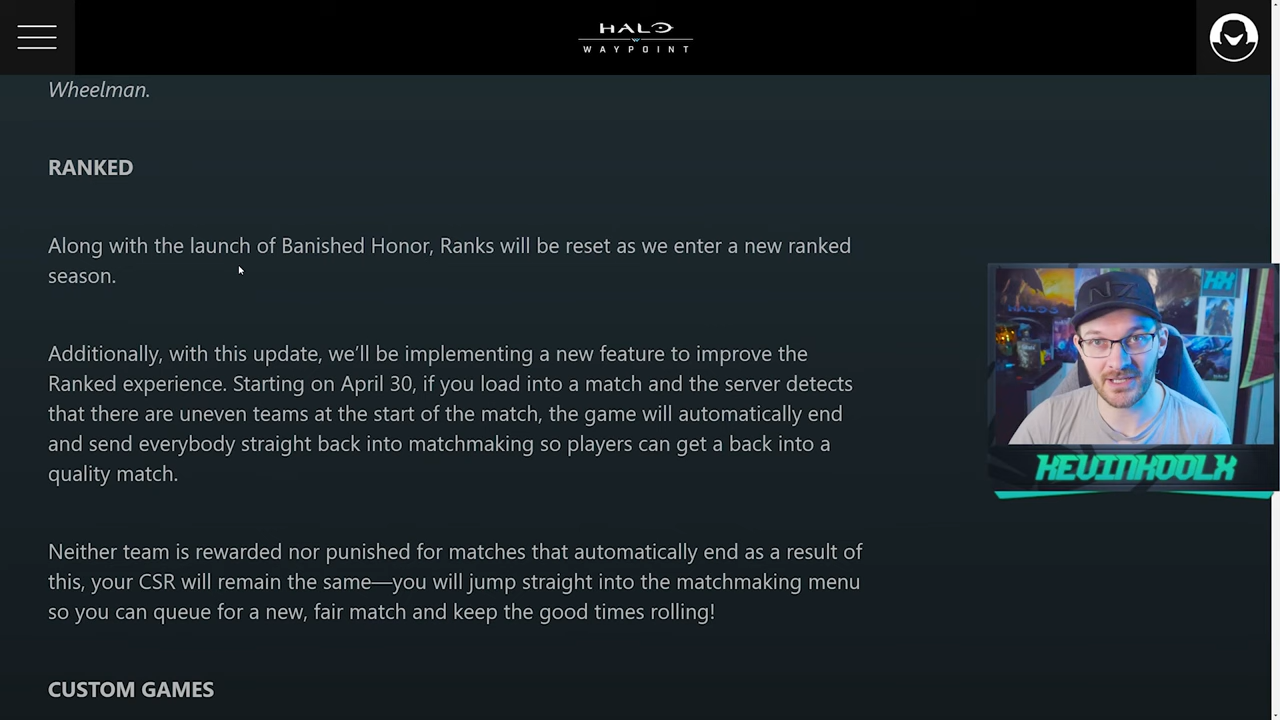 HALO
WAYPOINT
Wheelman.
RANKED
Along with the launch of Banished Honor, Ranks will be reset as we enter a new ranked
season.
Additionally, with this update, we’ll be implementing a new feature to improve the
Ranked experience. Starting on April 30, if you load into a match and the server detects
that there are uneven teams at the start of the match, the game will automatically end
and send everybody straight back into matchmaking so players can get a back into a
quality match.
Neither team is rewarded nor punished for matches that automatically end as a result of
this, your CSR will remain the same—you will jump straight into the matchmaking menu
so you can queue for a new, fair match and keep the good times rolling!
CUSTOM GAMES
N7
KEVINKOOLX